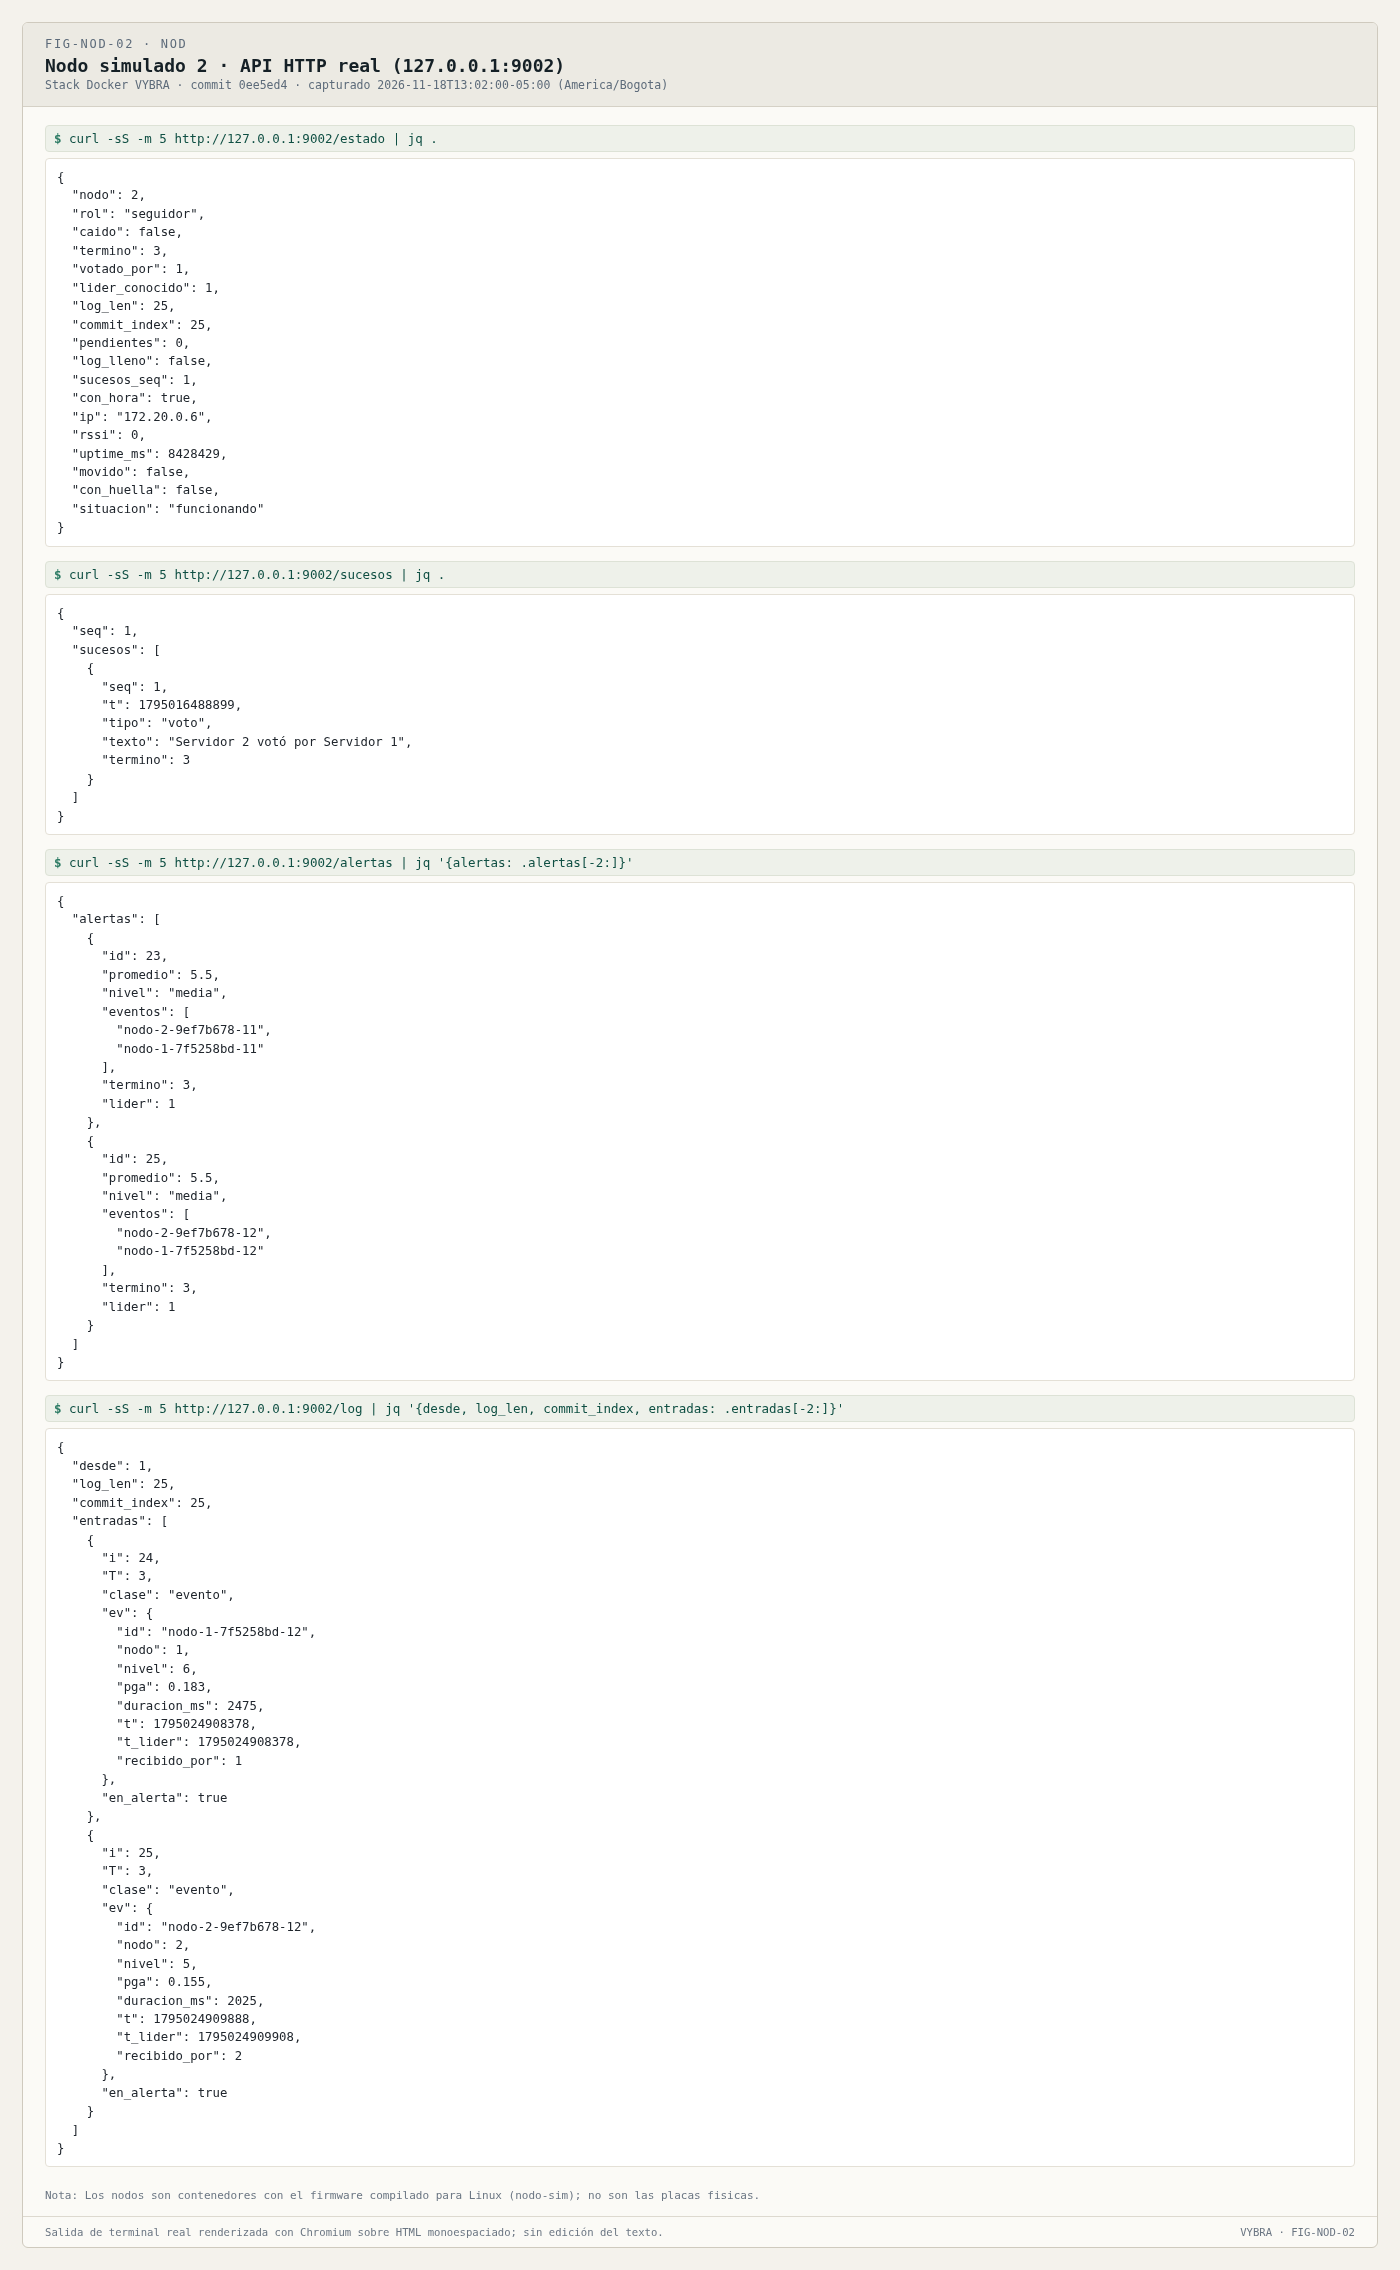 FIG-NOD-02 · NOD
Nodo simulado 2 · API HTTP real (127.0.0.1:9002)
Stack Docker VYBRA · commit 0ee5ed4 · capturado 2026-11-18T13:02:00-05:00 (America/Bogota)
$ curl -sS -m 5 http://127.0.0.1:9002/estado | jq .
{
  "nodo": 2,
  "rol": "seguidor",
  "caido": false,
  "termino": 3,
  "votado_por": 1,
  "lider_conocido": 1,
  "log_len": 25,
  "commit_index": 25,
  "pendientes": 0,
  "log_lleno": false,
  "sucesos_seq": 1,
  "con_hora": true,
  "ip": "172.20.0.6",
  "rssi": 0,
  "uptime_ms": 8428429,
  "movido": false,
  "con_huella": false,
  "situacion": "funcionando"
}
$ curl -sS -m 5 http://127.0.0.1:9002/sucesos | jq .
{
  "seq": 1,
  "sucesos": [
    {
      "seq": 1,
      "t": 1795016488899,
      "tipo": "voto",
      "texto": "Servidor 2 votó por Servidor 1",
      "termino": 3
    }
  ]
}
$ curl -sS -m 5 http://127.0.0.1:9002/alertas | jq '{alertas: .alertas[-2:]}'
{
  "alertas": [
    {
      "id": 23,
      "promedio": 5.5,
      "nivel": "media",
      "eventos": [
        "nodo-2-9ef7b678-11",
        "nodo-1-7f5258bd-11"
      ],
      "termino": 3,
      "lider": 1
    },
    {
      "id": 25,
      "promedio": 5.5,
      "nivel": "media",
      "eventos": [
        "nodo-2-9ef7b678-12",
        "nodo-1-7f5258bd-12"
      ],
      "termino": 3,
      "lider": 1
    }
  ]
}
$ curl -sS -m 5 http://127.0.0.1:9002/log | jq '{desde, log_len, commit_index, entradas: .entradas[-2:]}'
{
  "desde": 1,
  "log_len": 25,
  "commit_index": 25,
  "entradas": [
    {
      "i": 24,
      "T": 3,
      "clase": "evento",
      "ev": {
        "id": "nodo-1-7f5258bd-12",
        "nodo": 1,
        "nivel": 6,
        "pga": 0.183,
        "duracion_ms": 2475,
        "t": 1795024908378,
        "t_lider": 1795024908378,
        "recibido_por": 1
      },
      "en_alerta": true
    },
    {
      "i": 25,
      "T": 3,
      "clase": "evento",
      "ev": {
        "id": "nodo-2-9ef7b678-12",
        "nodo": 2,
        "nivel": 5,
        "pga": 0.155,
        "duracion_ms": 2025,
        "t": 1795024909888,
        "t_lider": 1795024909908,
        "recibido_por": 2
      },
      "en_alerta": true
    }
  ]
}
Nota: Los nodos son contenedores con el firmware compilado para Linux (nodo-sim); no son las placas fisicas.
Salida de terminal real renderizada con Chromium sobre HTML monoespaciado; sin edición del texto.
VYBRA · FIG-NOD-02